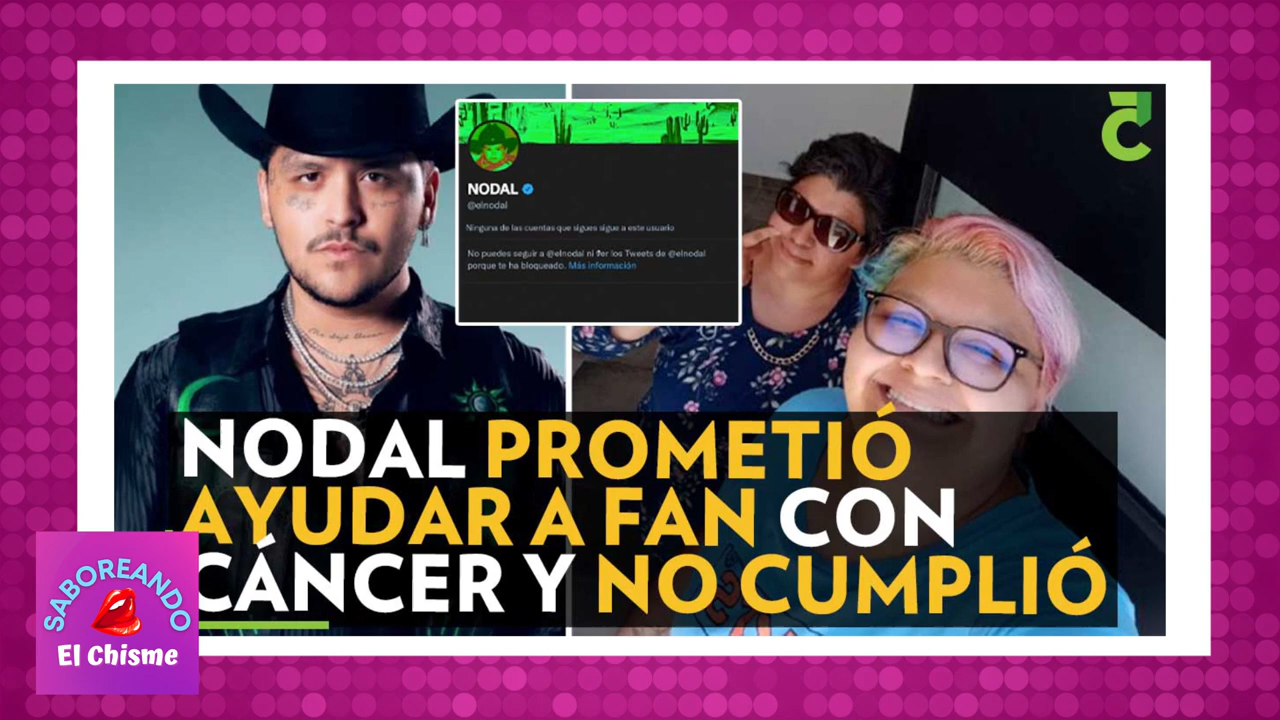 NODAL
@elnodal
Ninguna de las cuentas que sigues sigue a este usuario
No puedes seguir a @elnodal ni ver los Tweets de @elnodal
porque te ha bloqueado. Más información
NODAL PROMETIÓ
AYUDAR A FAN CON
CÁNCER Y NO CUMPLIÓ
SABOREANDO
El Chisme